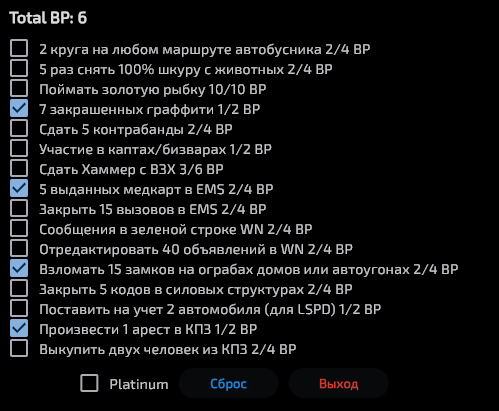 Total BP: 6
2 круга на любом маршруте автобусника 2/4 BP
5 раз снять 100% шкуру с животных 2/4 BP
Поймать золотую рыбку 10/10 BP
7 закрашенных граффити 1/2 BP
Сдать 5 контрабанды 2/4 BP
Участие в каптах/бизварах 1/2 BP
Сдать Хаммер с ВЗХ 3/6 BP
5 выданных медкарт в EMS 2/4 BP
Закрыть 15 вызовов в EMS 2/4 BP
Сообщения в зеленой строке WN 2/4 BP
Отредактировать 40 объявлений в WN 2/4 BP
Взломать 15 замков на ограбах домов или автоугонах 2/4 BP
Закрыть 5 кодов в силовых структурах 2/4 BP
Поставить на учет 2 автомобиля (для LSPD) 1/2 BP
Произвести 1 арест в КПЗ 1/2 BP
Выкупить двух человек из КПЗ 2/4 BP
Platinum Сброс Выход